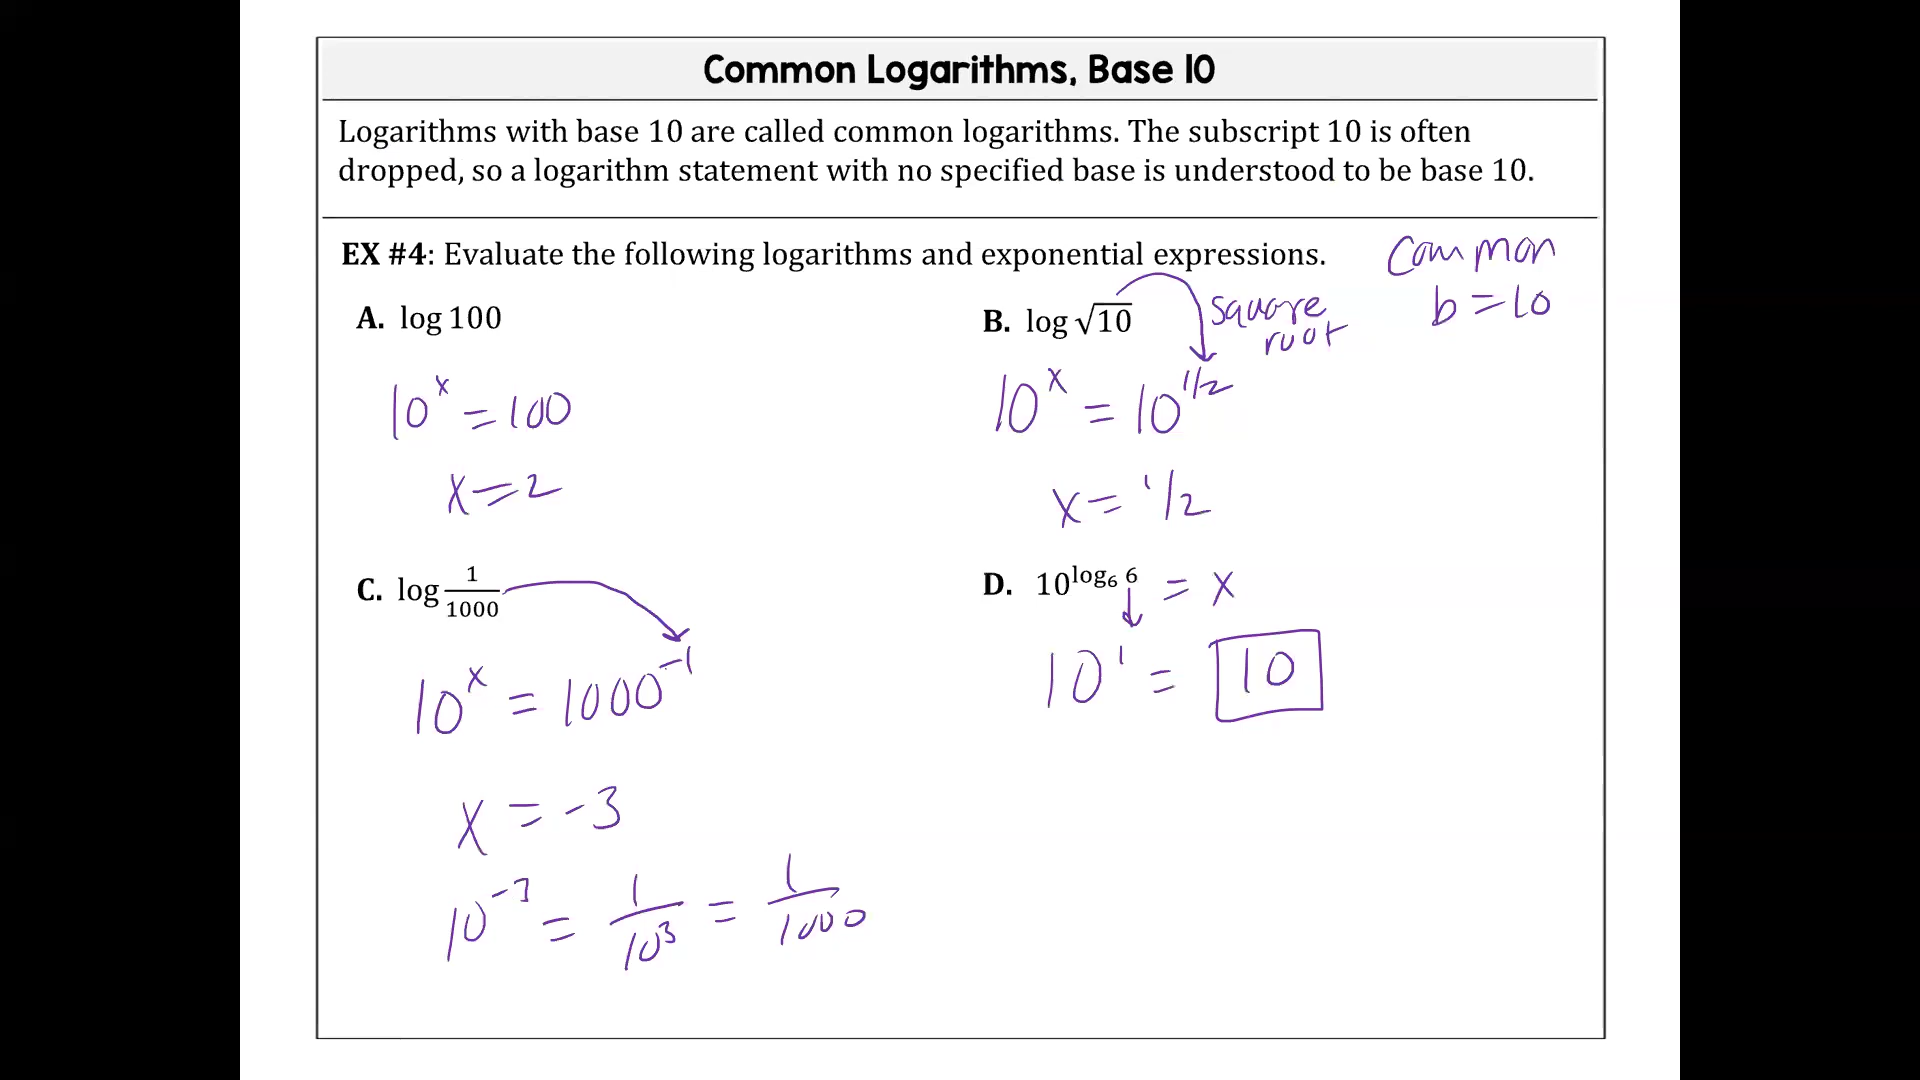 Common Logarithms, Base 10
Logarithms with base 10 are called common logarithms. The subscript 10 is often
dropped, so a logarithm statement with no specified base is understood to be base 10.
EX #4: Evaluate the following logarithms and exponential expressions.
common
b = 10
A. log 100
10^x = 100
x = 2
B. log √10
square
root
10^x = 10^1/2
x = 1/2
C. log 1/1000
10^x = 1000^-1
x = -3
10^-3 = 1/10^3 = 1/1000
D. 10^log₆ 6 = x
10^1 = 10